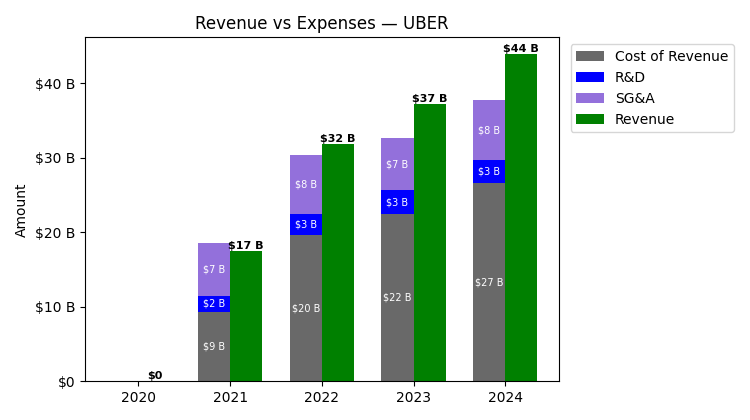 Revenue vs Expenses — UBER
Cost of Revenue
R&D
SG&A
Revenue
Amount
$40 B
$30 B
$20 B
$10 B
$0
$0
$17 B
$7 B
$2 B
$9 B
$32 B
$8 B
$3 B
$20 B
$37 B
$7 B
$3 B
$22 B
$44 B
$8 B
$3 B
$27 B
2020
2021
2022
2023
2024